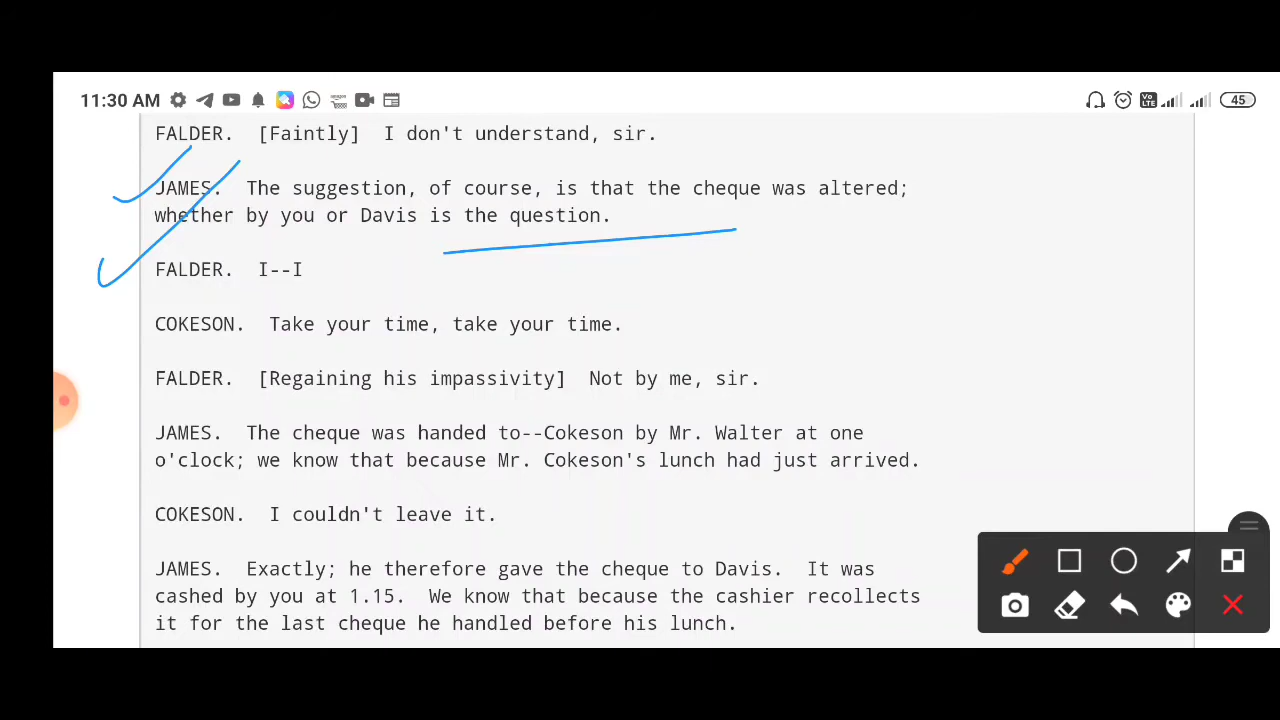 11:30 AM
Vo LTE
45
FALDER. [Faintly] I don't understand, sir.
JAMES. The suggestion, of course, is that the cheque was altered;
whether by you or Davis is the question.
FALDER. I--I
COKESON. Take your time, take your time.
FALDER. [Regaining his impassivity] Not by me, sir.
JAMES. The cheque was handed to--Cokeson by Mr. Walter at one
o'clock; we know that because Mr. Cokeson's lunch had just arrived.
COKESON. I couldn't leave it.
JAMES. Exactly; he therefore gave the cheque to Davis. It was
cashed by you at 1.15. We know that because the cashier recollects
it for the last cheque he handled before his lunch.